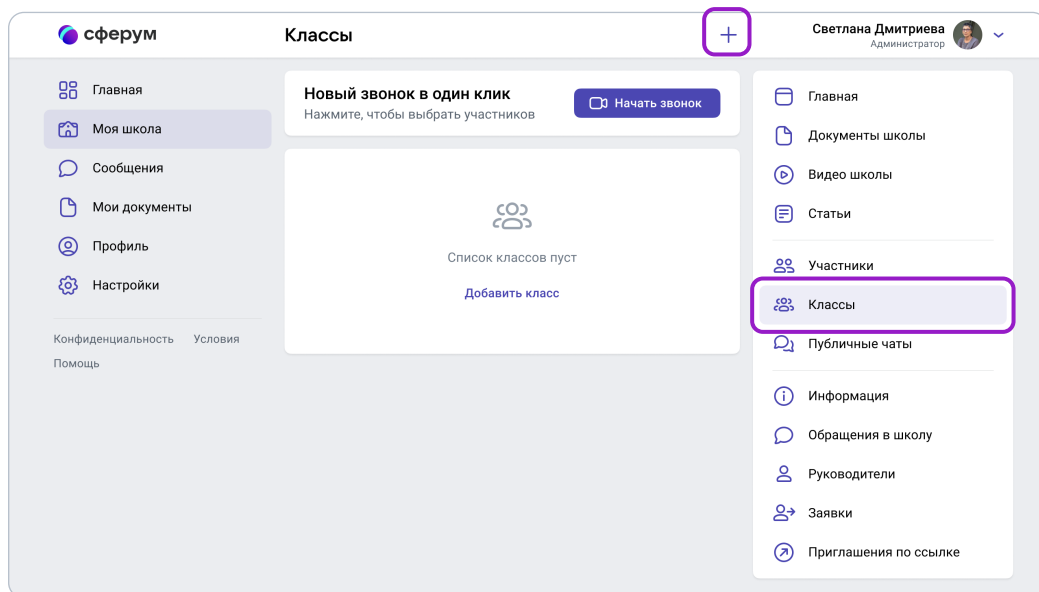 сферум
Классы
Светлана Дмитриева
Администратор
Главная
Моя школа
Сообщения
Мои документы
Профиль
Настройки
Конфиденциальность Условия
Помощь
Новый звонок в один клик
Нажмите, чтобы выбрать участников
Начать звонок
Список классов пуст
Добавить класс
Главная
Документы школы
Видео школы
Статьи
Участники
Классы
Публичные чаты
Информация
Обращения в школу
Руководители
Заявки
Приглашения по ссылке